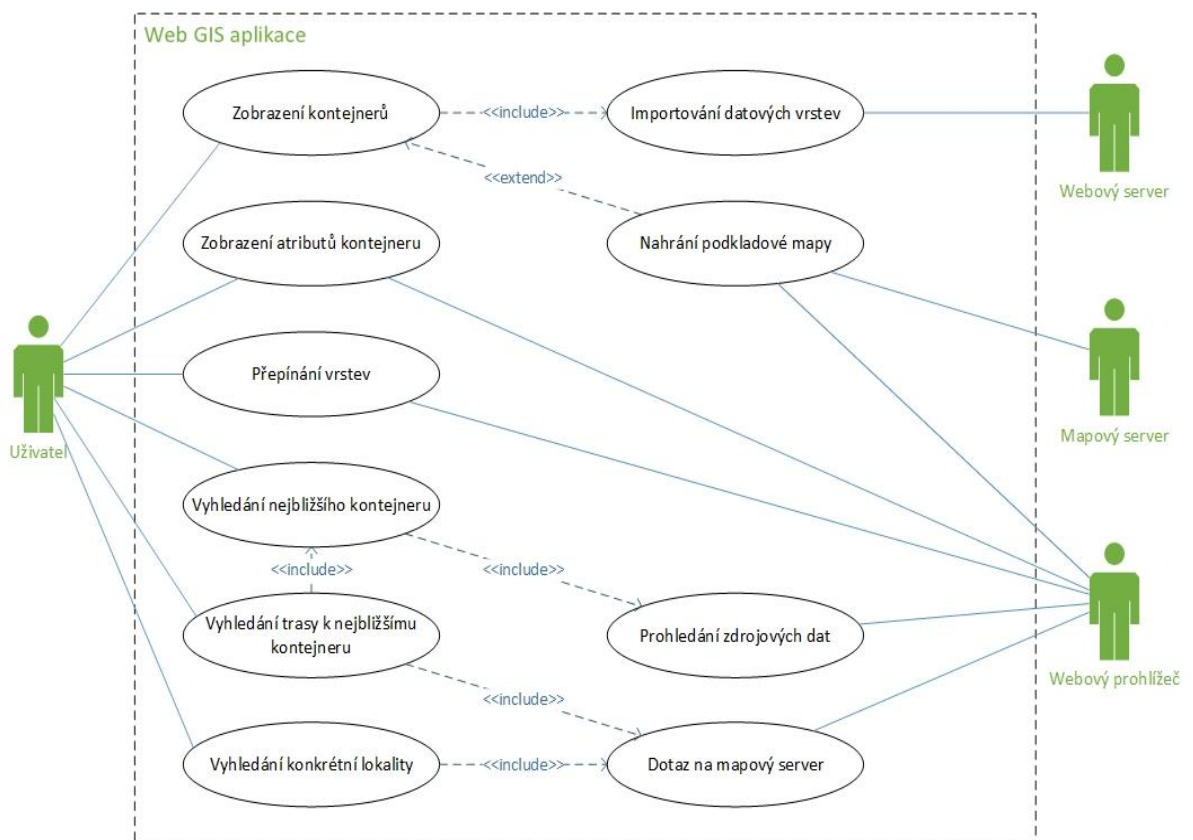 Web GIS aplikace
Zobrazení kontejnerů
<<include>>
Importování datových vrstev
Webový server
<<extend>>
Zobrazení atributů kontejneru
Nahrání podkladové mapy
Mapový server
Přepínání vrstev
Uživatel
Vyhledání nejbližšího kontejneru
<<include>>
<<include>>
Vyhledání trasy k nejbližšímu
kontejneru
Prohledání zdrojových dat
Webový prohlížeč
<<include>>
Vyhledání konkrétní lokality
<<include>>
Dotaz na mapový server